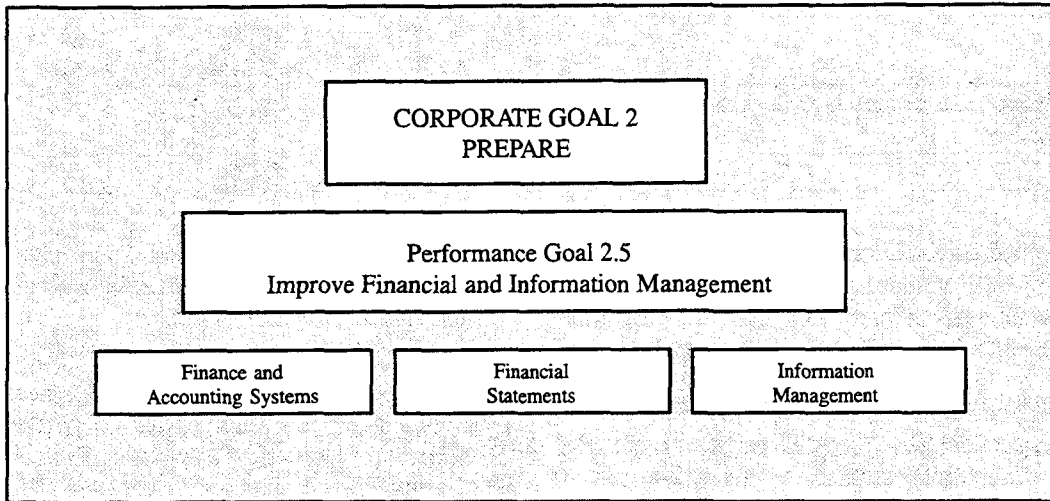 CORPORATE GOAL 2
PREPARE
Performance Goal 2.5
Improve Financial and Information Management
Finance and
Accounting Systems
Financial
Statements
Information
Management